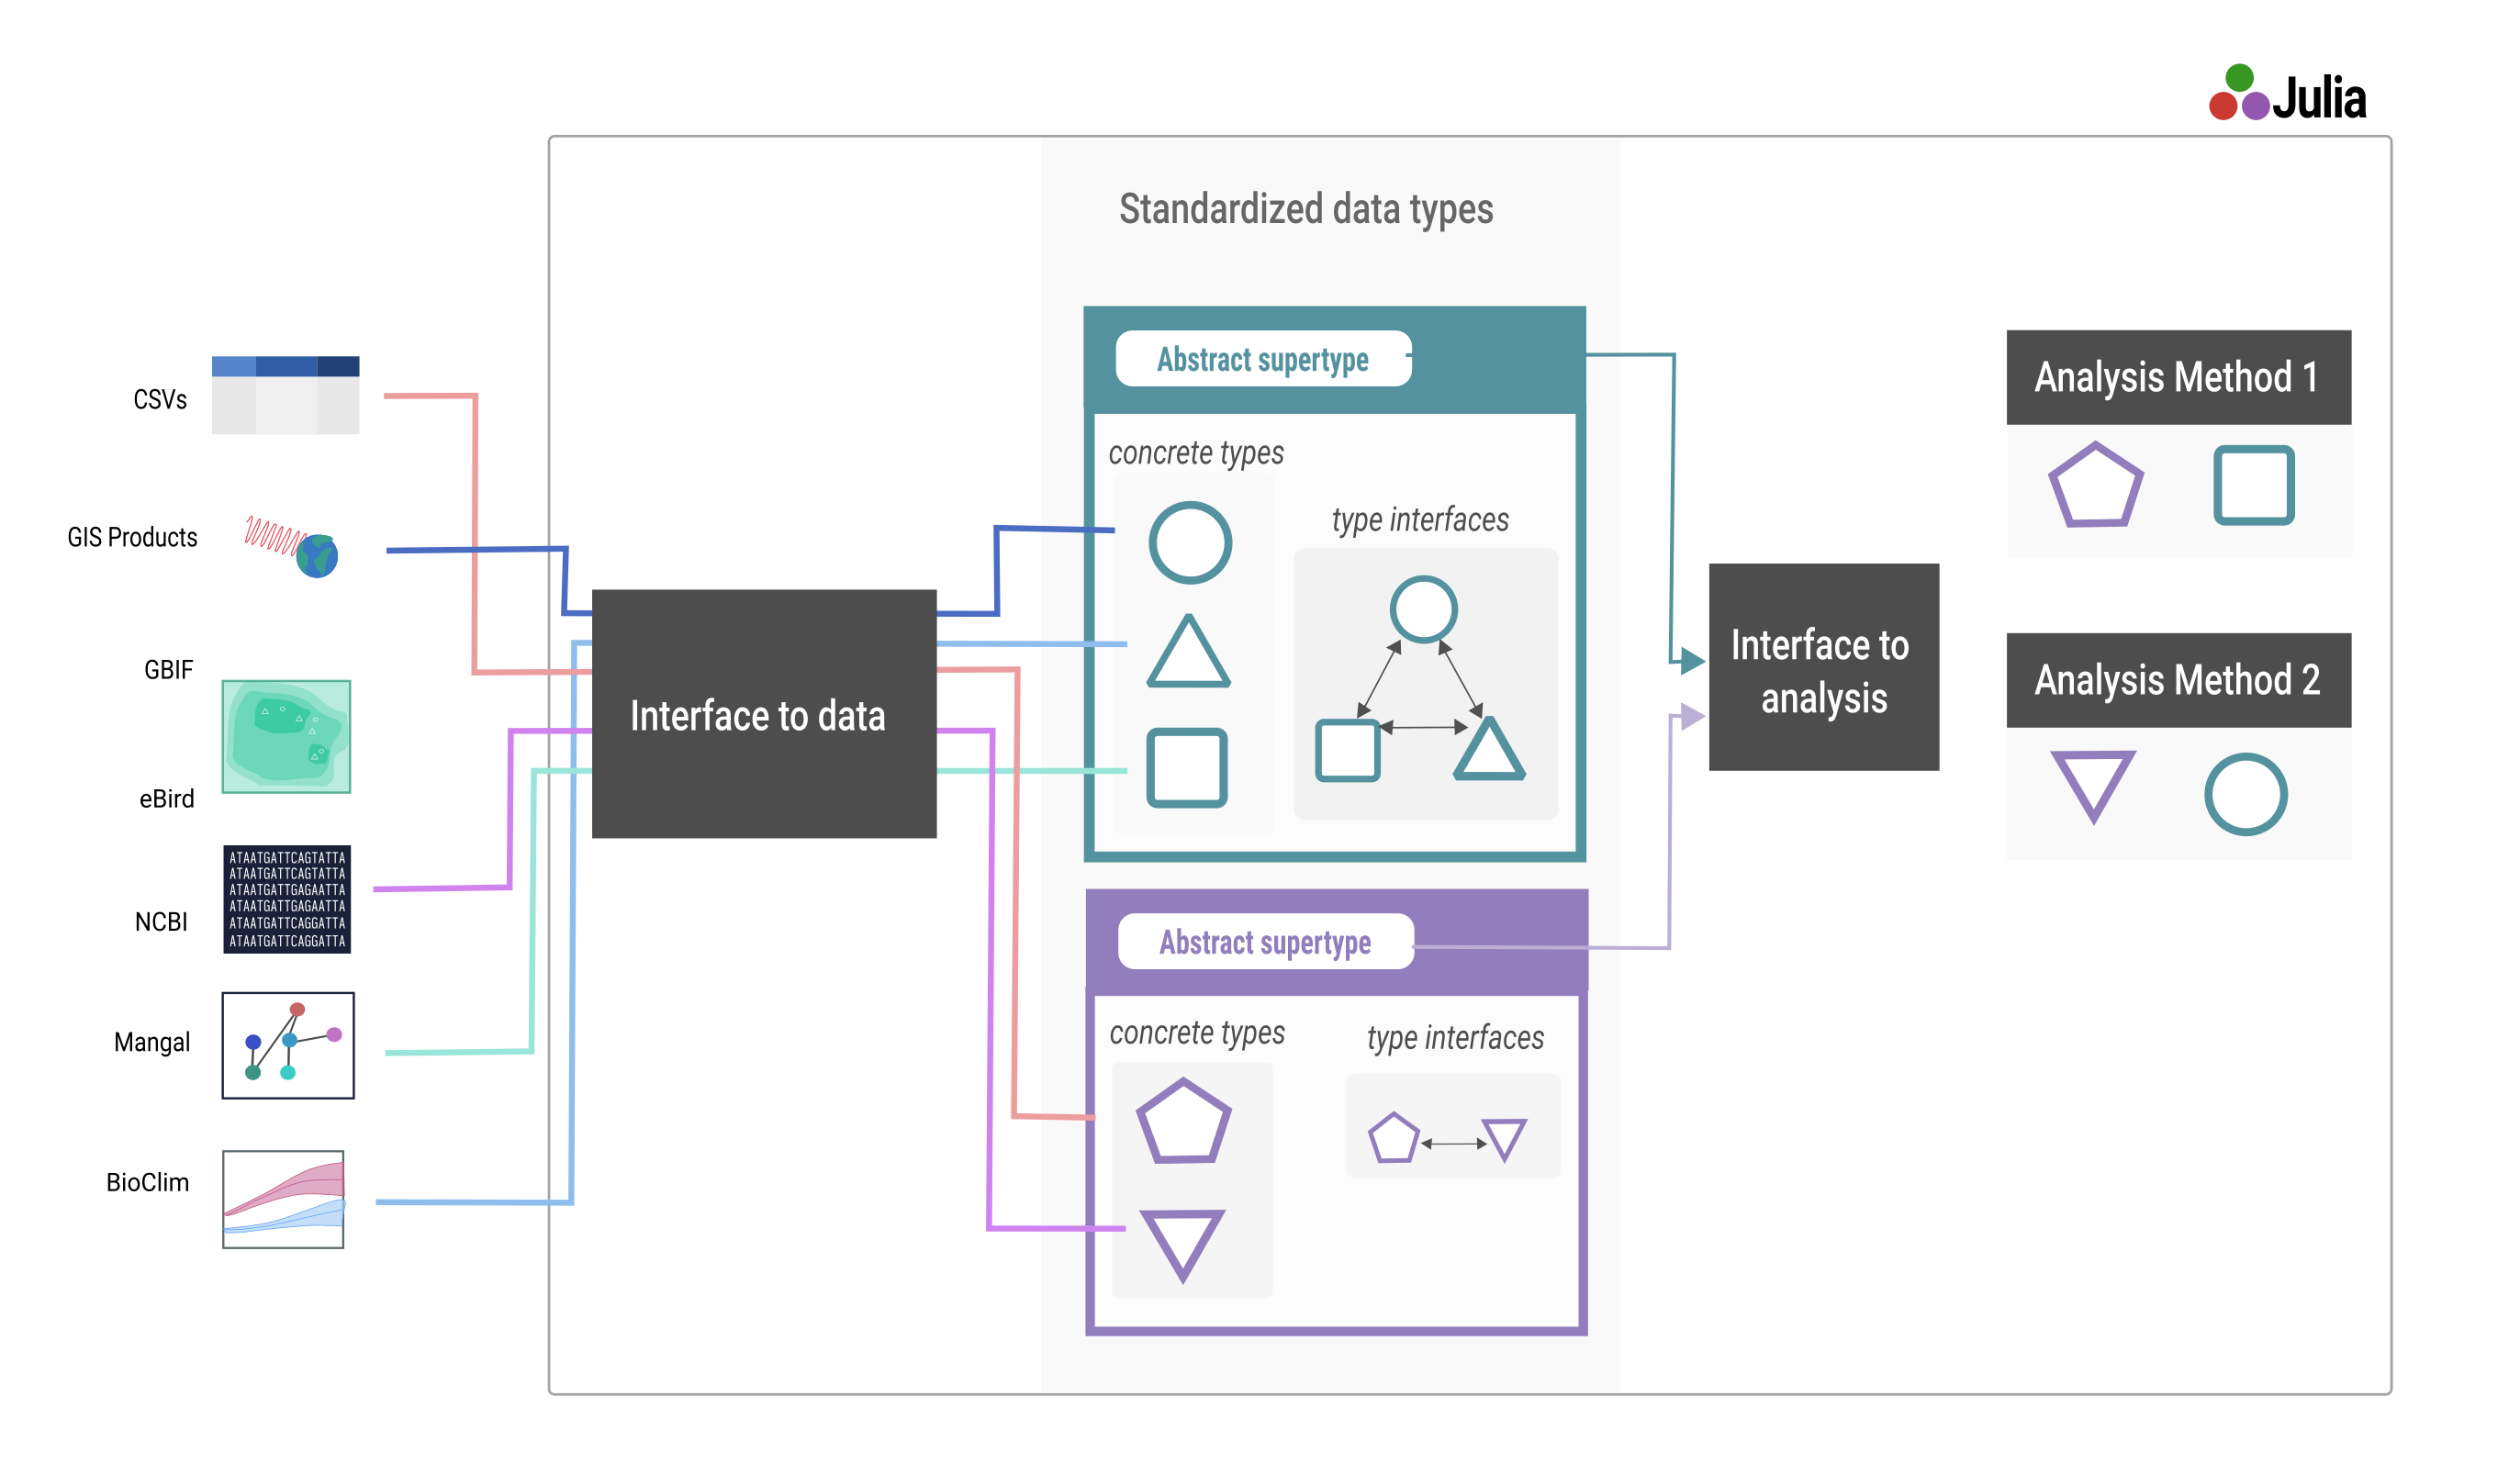 Julia
Standardized data types
CSVs
GIS Products
GBIF
eBird
NCBI
ATAATGATTCAGTATTA
ATAATGATTCAGTATTA
ATAATGATTGAGAATTA
ATAATGATTGAGAATTA
ATAATGATTCAGGATTA
ATAATGATTCAGGATTA
Mangal
BioClim
Interface to data
Abstract supertype
concrete types
type interfaces
Abstract supertype
concrete types
type interfaces
Interface to
analysis
Analysis Method 1
Analysis Method 2